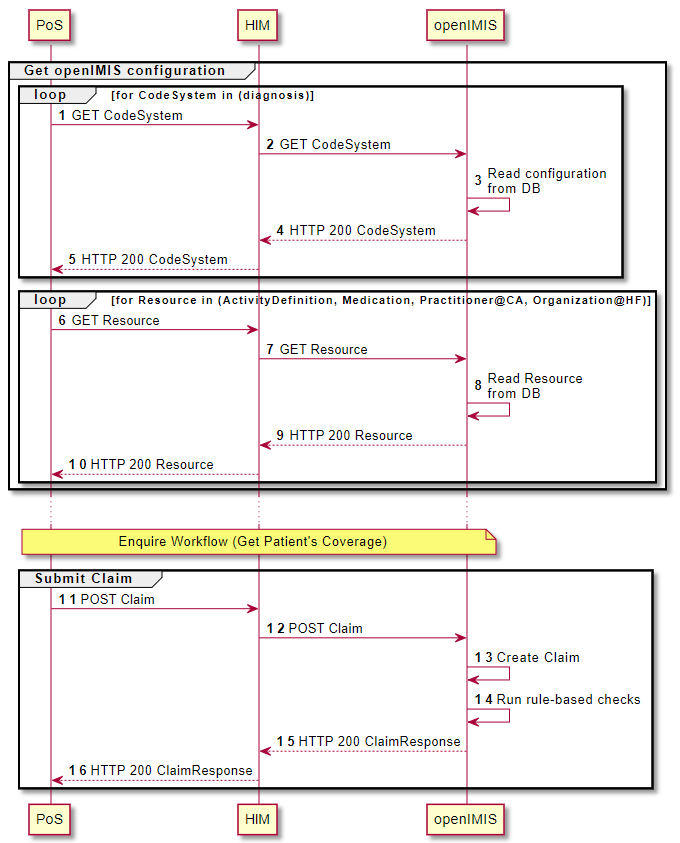 PoS HIM openIMIS
Get openIMIS configuration
loop [for CodeSystem in (diagnosis)]
1 GET CodeSystem
2 GET CodeSystem
3 Read configuration
from DB
4 HTTP 200 CodeSystem
5 HTTP 200 CodeSystem
loop [for Resource in (ActivityDefinition, Medication, Practitioner@CA, Organization@HF)]
6 GET Resource
7 GET Resource
8 Read Resource
from DB
9 HTTP 200 Resource
10 HTTP 200 Resource
Enquire Workflow (Get Patient's Coverage)
Submit Claim
11 POST Claim
12 POST Claim
13 Create Claim
14 Run rule-based checks
15 HTTP 200 ClaimResponse
16 HTTP 200 ClaimResponse
PoS HIM openIMIS